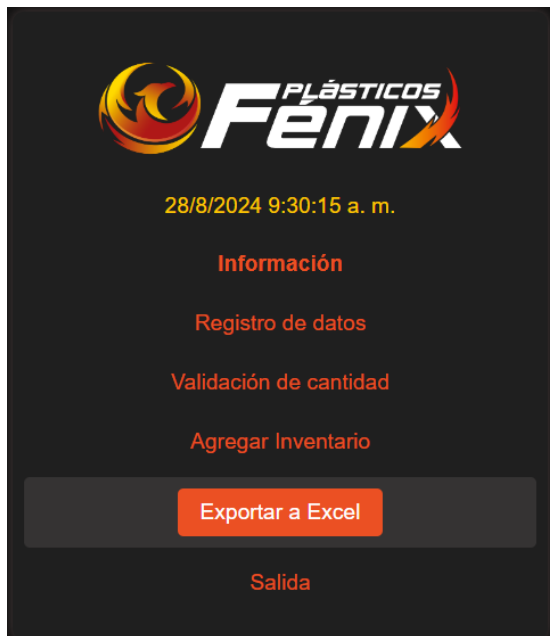 PLÁSTICOS
Fénix
28/8/2024 9:30:15 a. m.
Información
Registro de datos
Validación de cantidad
Agregar Inventario
Exportar a Excel
Salida